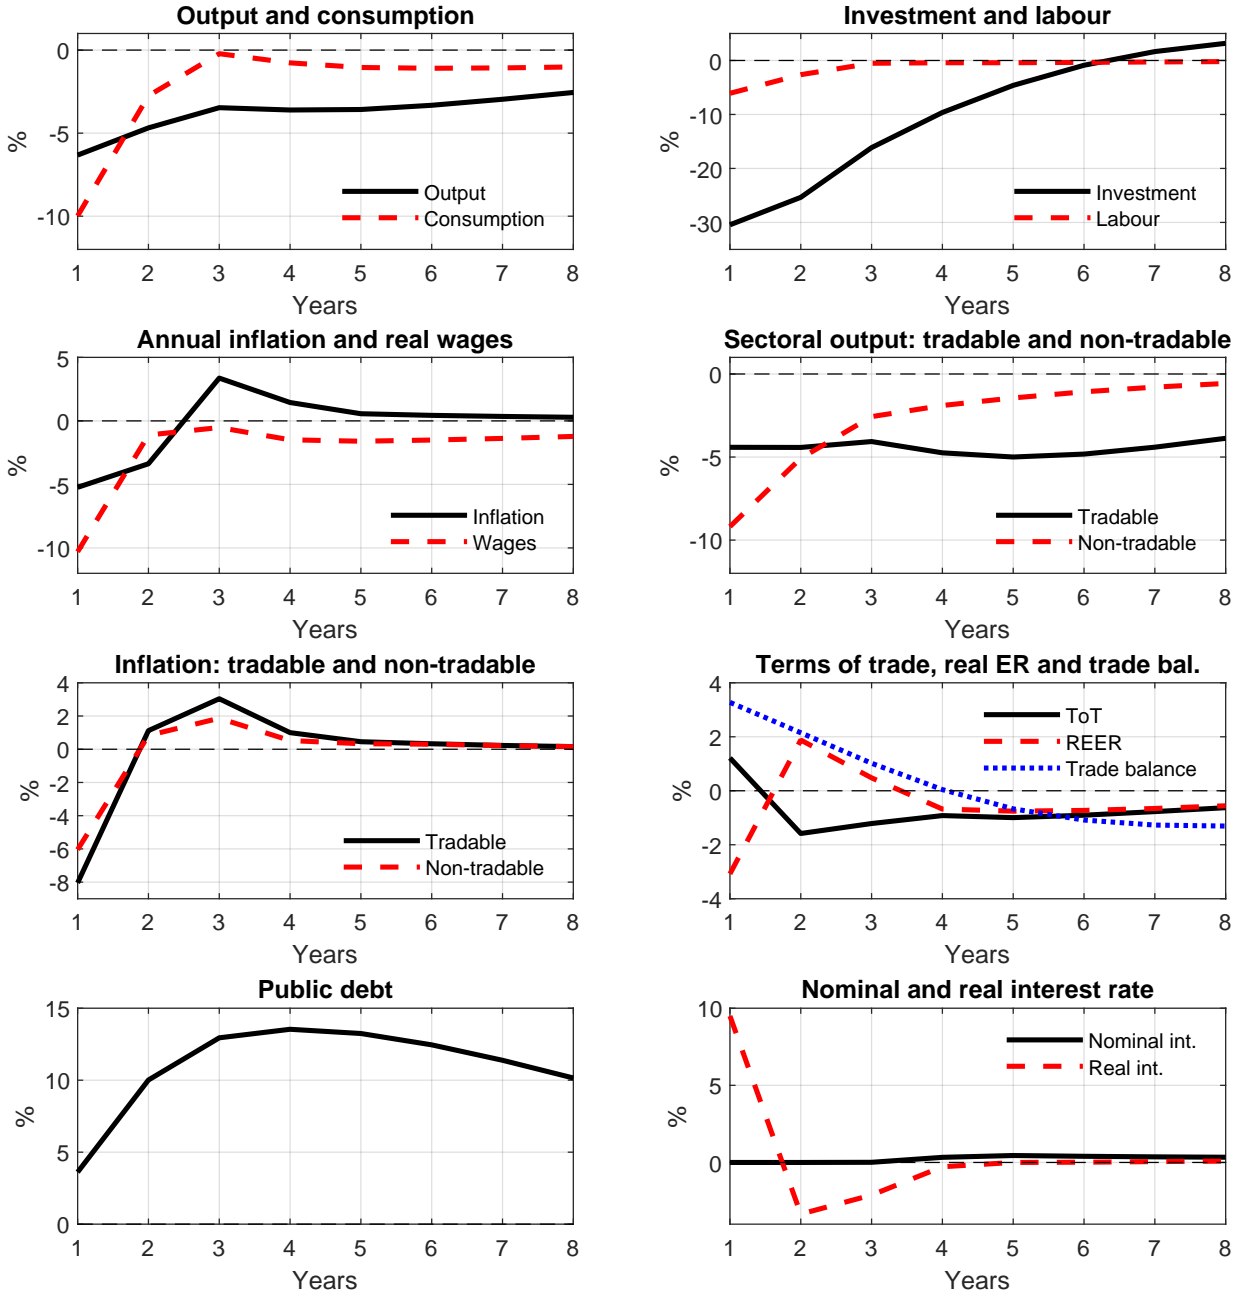 Output and consumption
0
-5
-10
%
Output
Consumption
1 2 3 4 5 6 7 8
Years
Investment and labour
0
-10
-20
-30
%
Investment
Labour
1 2 3 4 5 6 7 8
Years
Annual inflation and real wages
5
0
-5
-10
%
Inflation
Wages
1 2 3 4 5 6 7 8
Years
Sectoral output: tradable and non-tradable
0
-5
-10
%
Tradable
Non-tradable
1 2 3 4 5 6 7 8
Years
Inflation: tradable and non-tradable
4
2
0
-2
-4
-6
-8
%
Tradable
Non-tradable
1 2 3 4 5 6 7 8
Years
Terms of trade, real ER and trade bal.
4
2
0
-2
-4
%
ToT
REER
Trade balance
1 2 3 4 5 6 7 8
Years
Public debt
15
10
5
0
%
1 2 3 4 5 6 7 8
Years
Nominal and real interest rate
10
5
0
%
Nominal int.
Real int.
1 2 3 4 5 6 7 8
Years